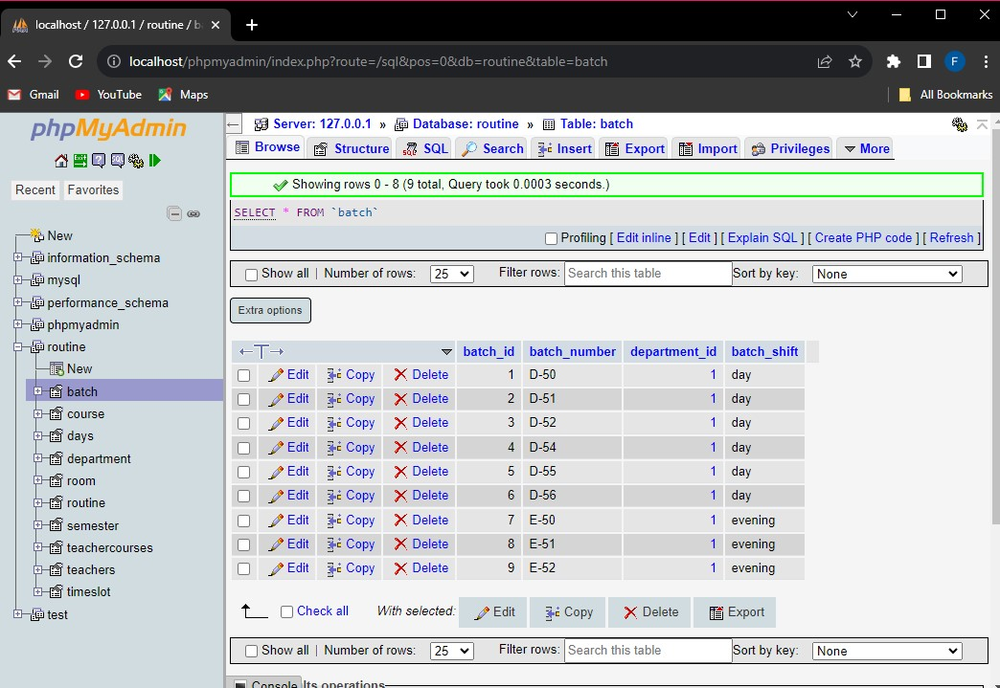 localhost / 127.0.0.1 / routine / b
localhost/phpmyadmin/index.php?route=/sql&pos=0&db=routine&table=batch
F
Gmail YouTube Maps All Bookmarks
phpMyAdmin
Recent Favorites
New
information_schema
mysql
performance_schema
phpmyadmin
routine
New
batch
course
days
department
room
routine
semester
teachercourses
teachers
timeslot
test
Server: 127.0.0.1 » Database: routine » Table: batch
Browse Structure SQL Search Insert Export Import Privileges More
Showing rows 0 - 8 (9 total, Query took 0.0003 seconds.)
SELECT * FROM `batch`
Profiling [ Edit inline ] [ Edit ] [ Explain SQL ] [ Create PHP code ] [ Refresh ]
Show all | Number of rows: 25 Filter rows: Search this table Sort by key: None
Extra options
←T→ batch_id batch_number department_id batch_shift
Edit Copy Delete 1 D-50 1 day
Edit Copy Delete 2 D-51 1 day
Edit Copy Delete 3 D-52 1 day
Edit Copy Delete 4 D-54 1 day
Edit Copy Delete 5 D-55 1 day
Edit Copy Delete 6 D-56 1 day
Edit Copy Delete 7 E-50 1 evening
Edit Copy Delete 8 E-51 1 evening
Edit Copy Delete 9 E-52 1 evening
Check all With selected: Edit Copy Delete Export
Show all | Number of rows: 25 Filter rows: Search this table Sort by key: None
Console lts operations